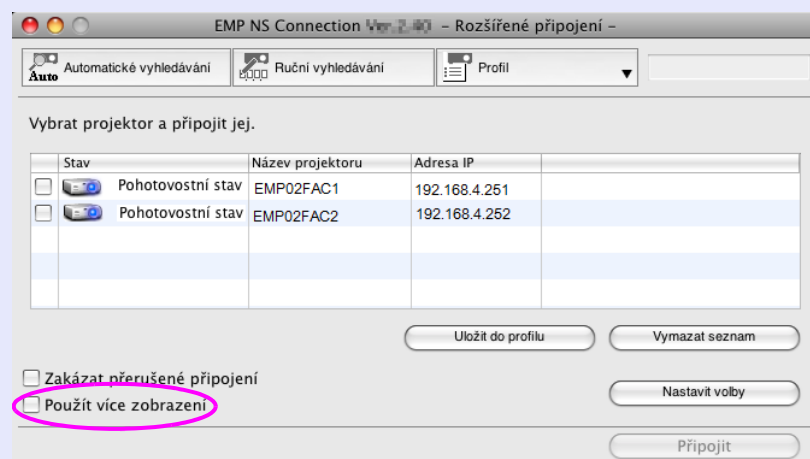 EMP NS Connection – Rozšířené připojení –
Auto Automatické vyhledávání Ruční vyhledávání Profil
Vybrat projektor a připojit jej.
Stav Název projektoru Adresa IP
Pohotovostní stav EMP02FAC1 192.168.4.251
Pohotovostní stav EMP02FAC2 192.168.4.252
Uložit do profilu Vymazat seznam
Zakázat přerušené připojení
Použít více zobrazení Nastavit volby
Připojit